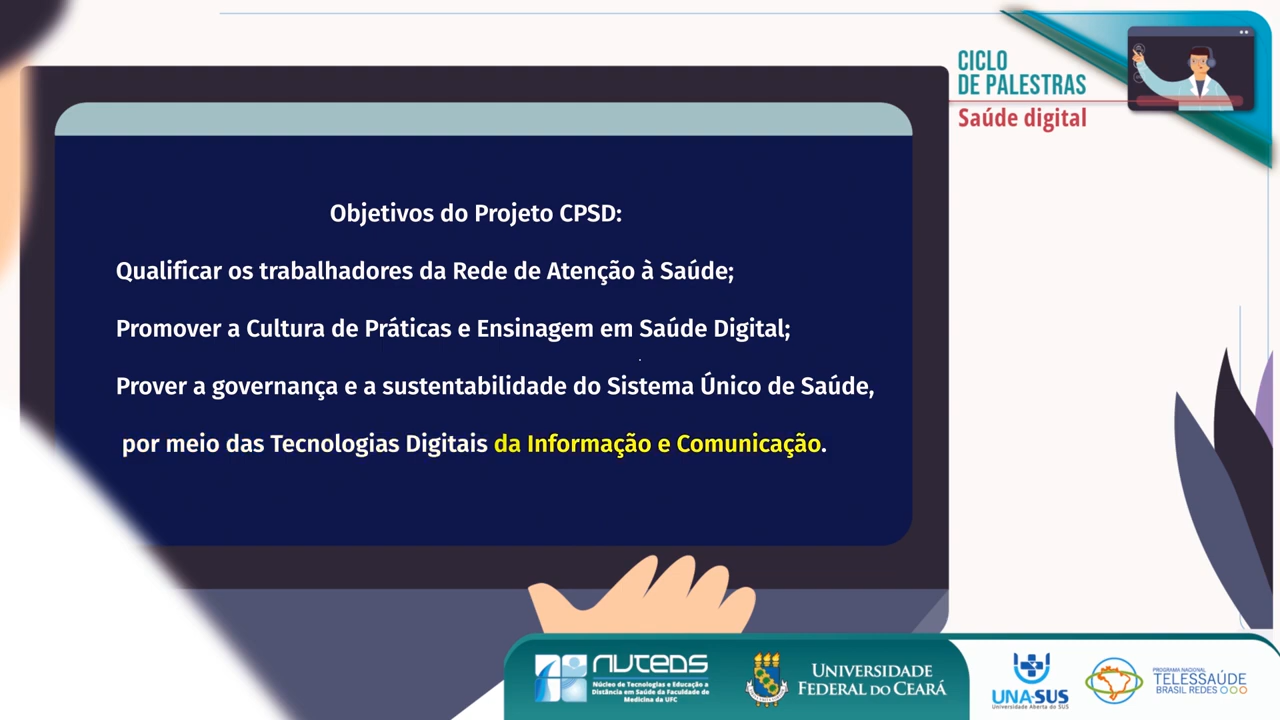 CICLO
DE PALESTRAS
Saúde digital
Objetivos do Projeto CPSD:
Qualificar os trabalhadores da Rede de Atenção à Saúde;
Promover a Cultura de Práticas e Ensinagem em Saúde Digital;
Prover a governança e a sustentabilidade do Sistema Único de Saúde,
por meio das Tecnologias Digitais da Informação e Comunicação.
NUTEDS
Núcleo de Tecnologias e Educação a
Distância em Saúde da Faculdade de
Medicina da UFC
UNIVERSIDADE
FEDERAL DO CEARÁ
UNA-SUS
Universidade Aberta do SUS
PROGRAMA NACIONAL
TELESSAÚDE
BRASIL REDES